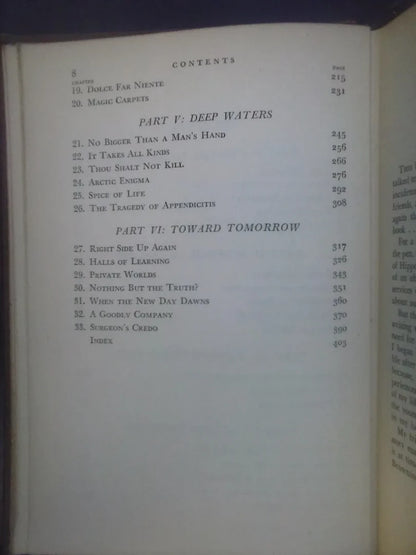 8
CONTENTS
CHAPTER PAGE
19. DOLCE FAR NIENTE 215
20. MAGIC CARPETS 231
PART V: DEEP WATERS
21. NO BIGGER THAN A MAN'S HAND 245
22. IT TAKES ALL KINDS 256
23. THOU SHALT NOT KILL 266
24. ARCTIC ENIGMA 276
25. SPICE OF LIFE 292
26. THE TRAGEDY OF APPENDICITIS 308
PART VI: TOWARD TOMORROW
27. RIGHT SIDE UP AGAIN 317
28. HALLS OF LEARNING 326
29. PRIVATE WORLDS 343
30. NOTHING BUT THE TRUTH? 351
31. WHEN THE NEW DAY DAWNS 360
32. A GOODLY COMPANY 370
33. SURGEON'S CREDO 390
INDEX 403